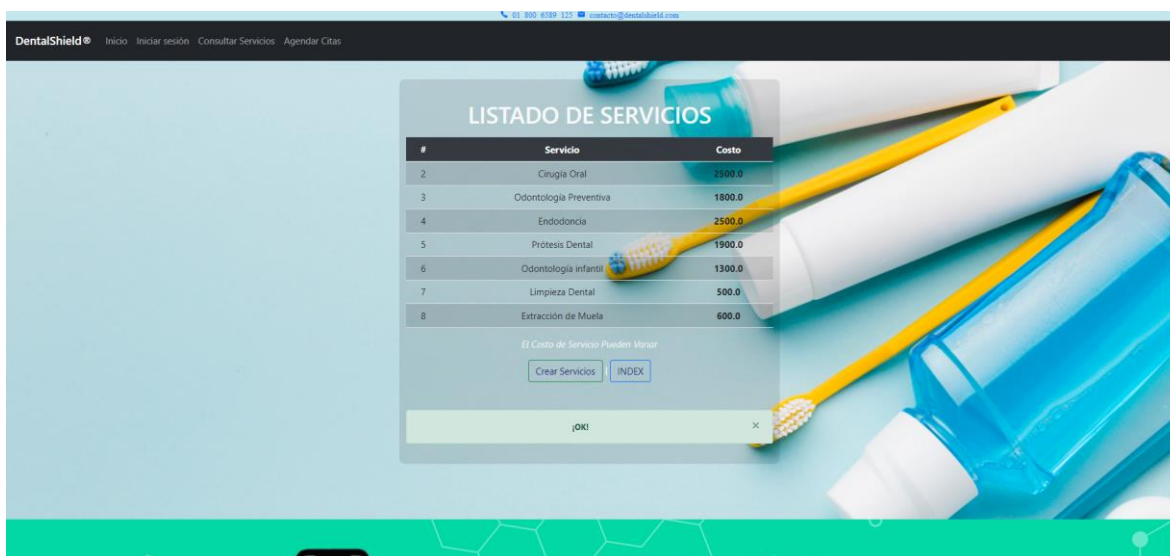 01 800 6589 125 contacto@dentalshield.com
DentalShield® Inicio Iniciar sesión Consultar Servicios Agendar Citas
LISTADO DE SERVICIOS
# Servicio Costo
2 Cirugía Oral 2500.0
3 Odontología Preventiva 1800.0
4 Endodoncia 2500.0
5 Prótesis Dental 1900.0
6 Odontología infantil 1300.0
7 Limpieza Dental 500.0
8 Extracción de Muela 600.0
El Costo de Servicio Pueden Variar
Crear Servicios | INDEX
¡OK! ×